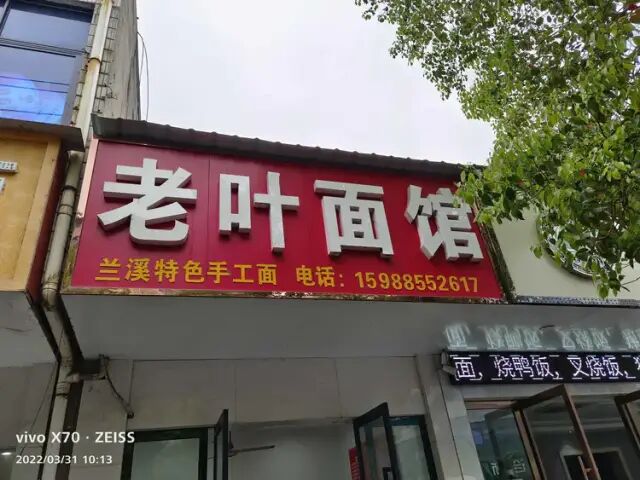 老叶面馆
兰溪特色手工面 电话：15988552617
面，烧鸭饭，叉烧饭，
vivo X70 · ZEISS
2022/03/31 10:13